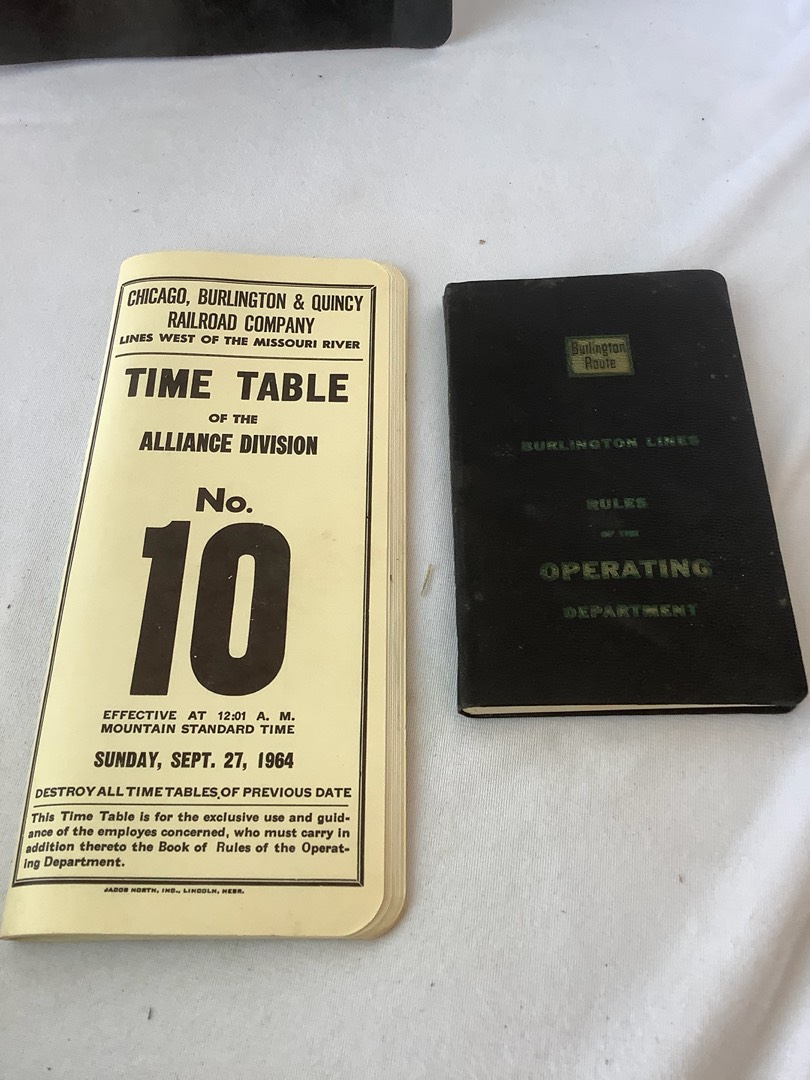 CHICAGO, BURLINGTON & QUINCY
RAILROAD COMPANY
LINES WEST OF THE MISSOURI RIVER
TIME TABLE
OF THE
ALLIANCE DIVISION
No.
10
EFFECTIVE AT 12:01 A. M.
MOUNTAIN STANDARD TIME
SUNDAY, SEPT. 27, 1964
DESTROY ALL TIME TABLES OF PREVIOUS DATE
This Time Table is for the exclusive use and guid-
ance of the employes concerned, who must carry in
addition thereto the Book of Rules of the Operat-
ing Department.
JACOB NORTH, INC., LINCOLN, NEBR.
Burlington
Route
BURLINGTON LINES
RULES
OF THE
OPERATING
DEPARTMENT